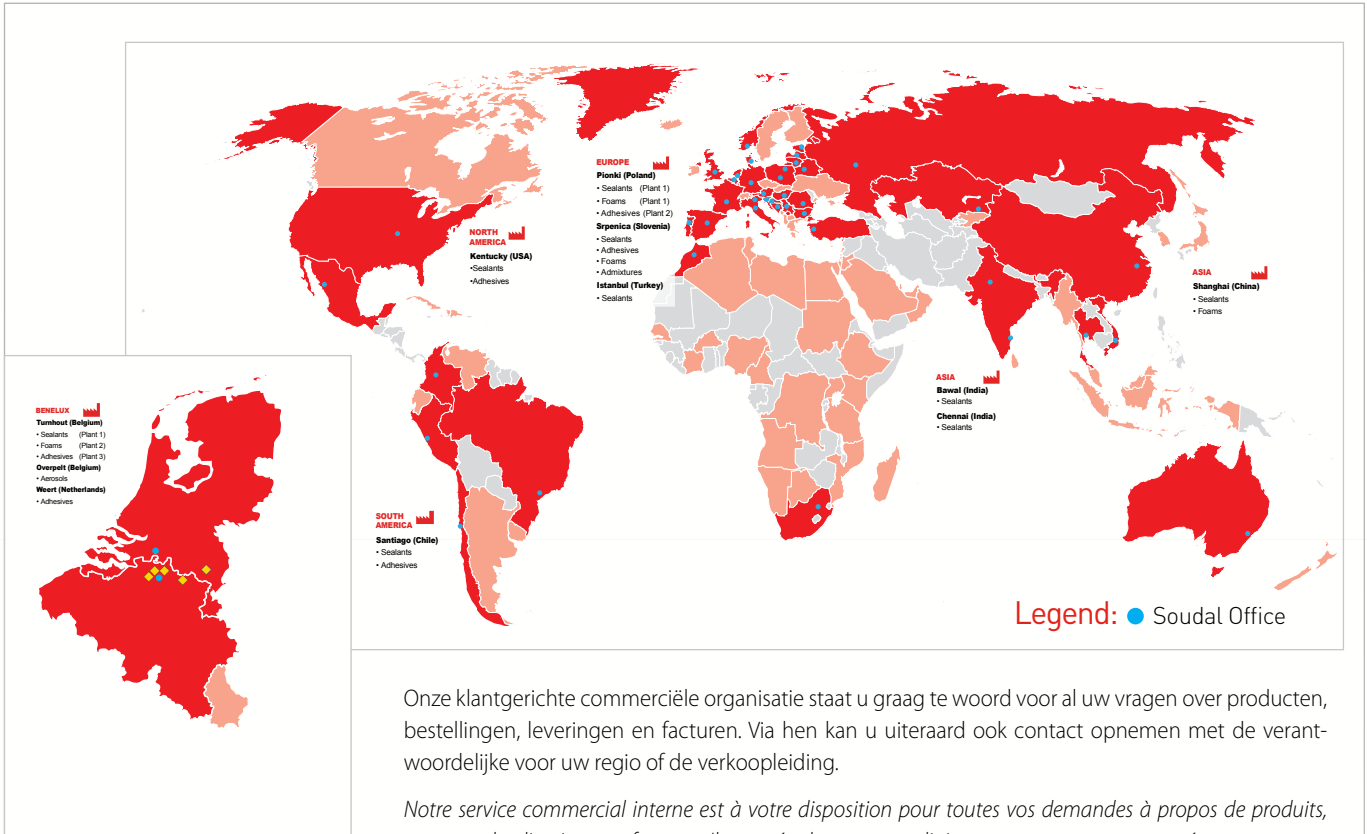 EUROPE
Pionki (Poland)
• Sealants (Plant 1)
• Foams (Plant 1)
• Adhesives (Plant 2)
Srpenica (Slovenia)
• Sealants
• Adhesives
• Foams
• Admixtures
Istanbul (Turkey)
• Sealants
NORTH
AMERICA
Kentucky (USA)
•Sealants
•Adhesives
ASIA
Shanghai (China)
• Sealants
• Foams
ASIA
Bawal (India)
• Sealants
Chennai (India)
• Sealants
BENELUX
Turnhout (Belgium)
• Sealants (Plant 1)
• Foams (Plant 2)
• Adhesives (Plant 3)
Overpelt (Belgium)
• Aerosols
Weert (Netherlands)
• Adhesives
SOUTH
AMERICA
Santiago (Chile)
• Sealants
• Adhesives
Legend: Soudal Office
Onze klantgerichte commerciële organisatie staat u graag te woord voor al uw vragen over producten,
bestellingen, leveringen en facturen. Via hen kan u uiteraard ook contact opnemen met de verant-
woordelijke voor uw regio of de verkoopleiding.
Notre service commercial interne est à votre disposition pour toutes vos demandes à propos de produits,